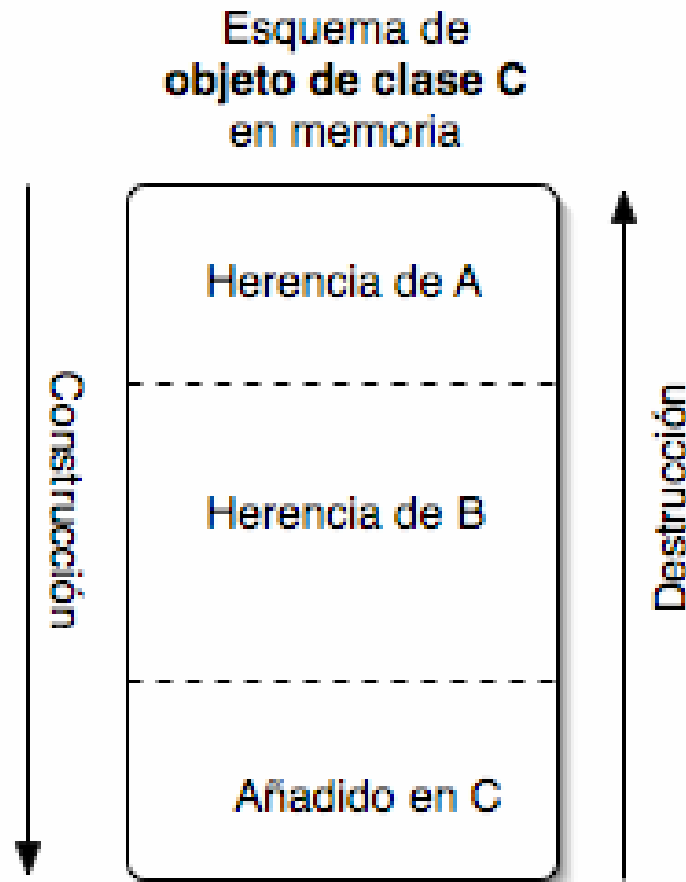 Esquema de
objeto de clase C
en memoria
Herencia de A
Construcción
Herencia de B
Destrucción
Añadido en C